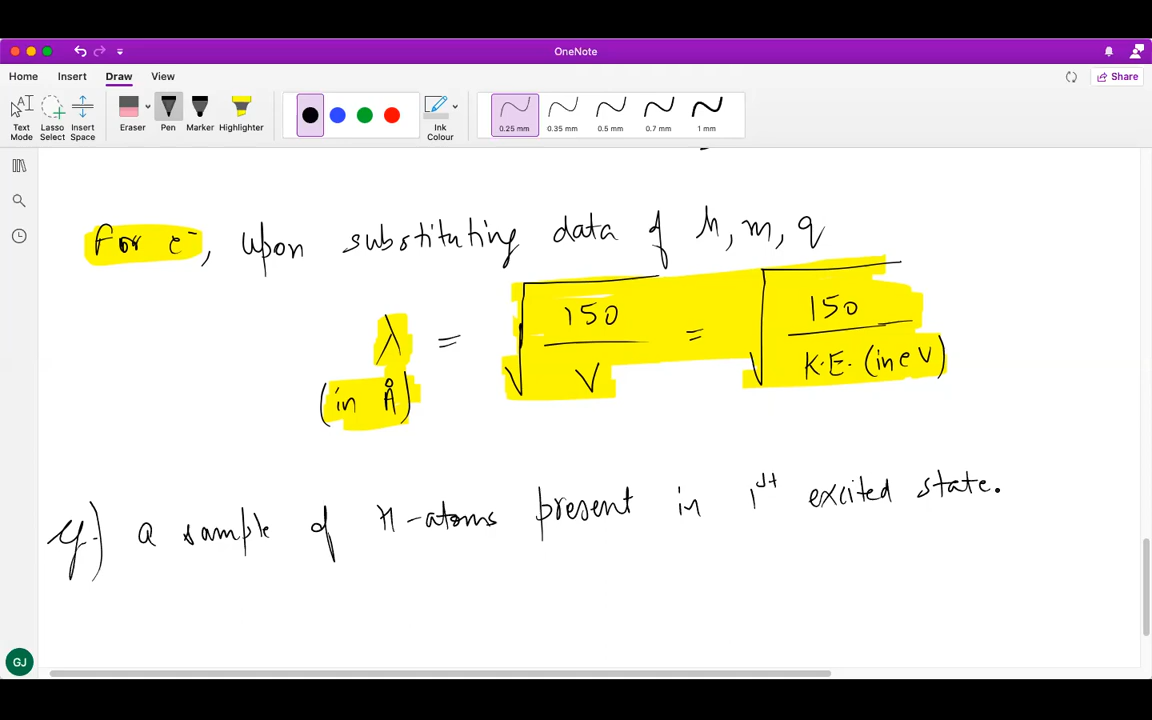 OneNote
Home Insert Draw View
Share
Text Mode
Lasso Select
Insert Space
Eraser
Pen
Marker
Highlighter
Ink Colour
0.25 mm
0.35 mm
0.5 mm
0.7 mm
1 mm
For e⁻, upon substituting data of h, m, q
λ (in Å) = √(150/V) = √(150/K.E. (in eV))
a sample of H-atoms present in 1st excited state.
GJ